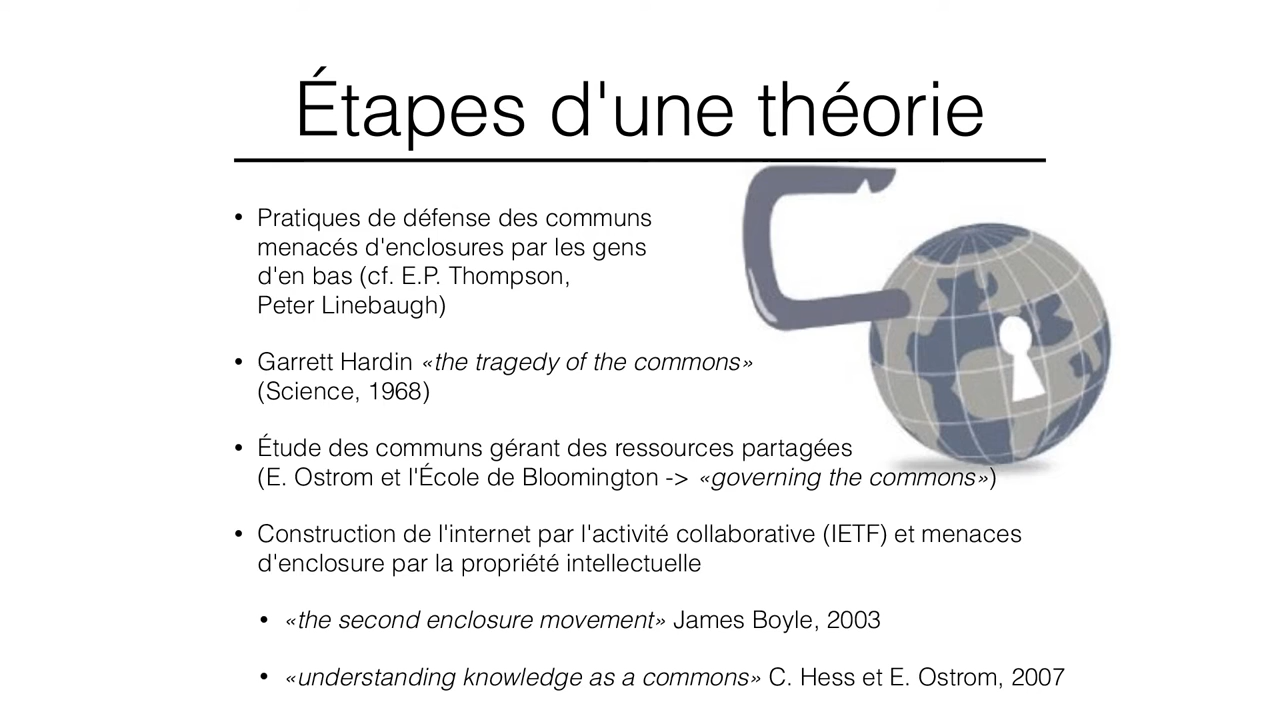 Étapes d'une théorie
• Pratiques de défense des communs
menacés d'enclosures par les gens
d'en bas (cf. E.P. Thompson,
Peter Linebaugh)
• Garrett Hardin «the tragedy of the commons»
(Science, 1968)
• Étude des communs gérant des ressources partagées
(E. Ostrom et l'École de Bloomington -> «governing the commons»)
• Construction de l'internet par l'activité collaborative (IETF) et menaces
d'enclosure par la propriété intellectuelle
• «the second enclosure movement» James Boyle, 2003
• «understanding knowledge as a commons» C. Hess et E. Ostrom, 2007